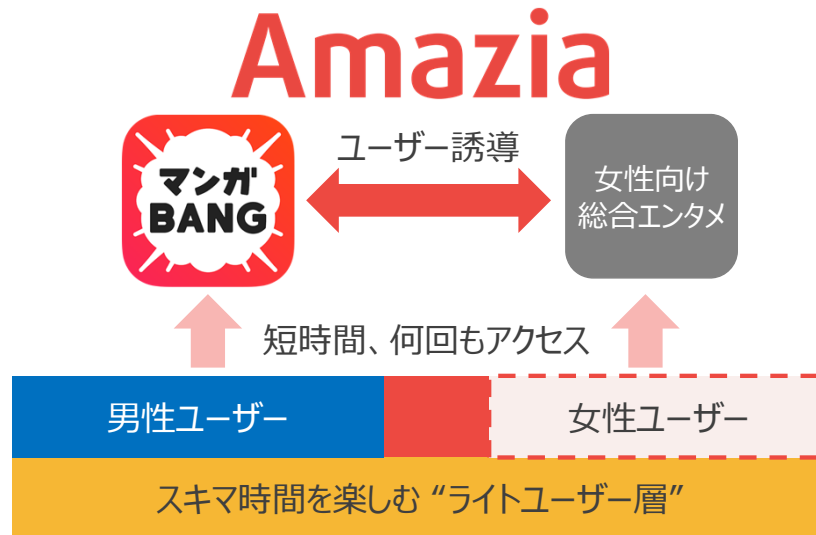 Amazia
マンガ
BANG
ユーザー誘導
女性向け
総合エンタメ
短時間、何回もアクセス
男性ユーザー
女性ユーザー
スキマ時間を楽しむ “ライトユーザー層”